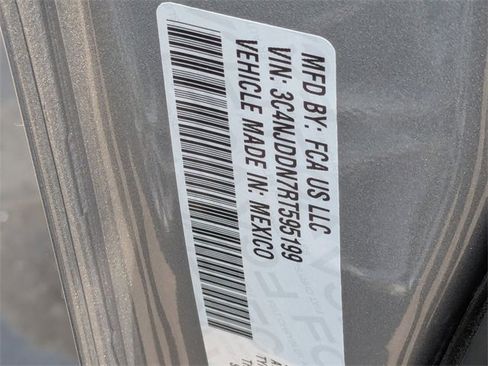 MFD BY: FCA US LLC
VIN: 3C4NJDDN7RT595199
VEHICLE MADE IN: MEXICO